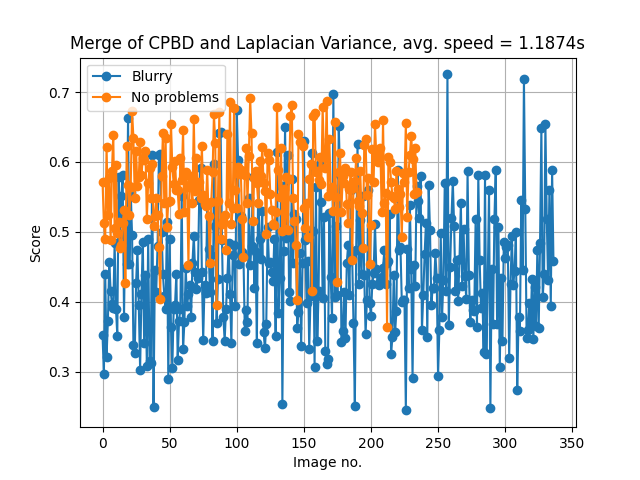 Merge of CPBD and Laplacian Variance, avg. speed = 1.1874s
Blurry
No problems
0.7
0.6
0.5
0.4
0.3
Score
0 50 100 150 200 250 300 350
Image no.